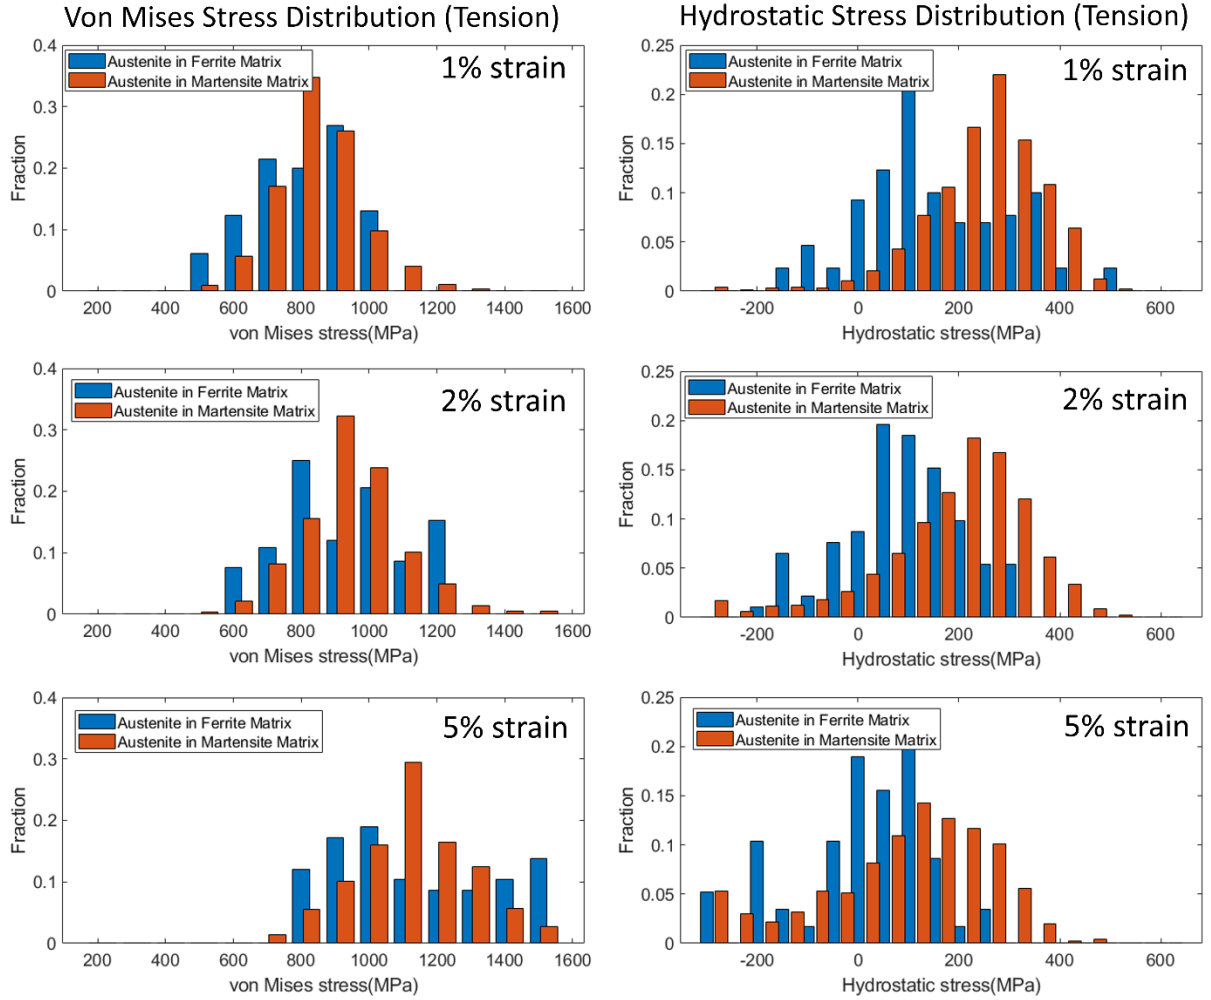 Von Mises Stress Distribution (Tension)
Hydrostatic Stress Distribution (Tension)
0.4
0.3
0.2
0.1
0
Fraction
Austenite in Ferrite Matrix
Austenite in Martensite Matrix
1% strain
200 400 600 800 1000 1200 1400 1600
von Mises stress(MPa)
0.25
0.2
0.15
0.1
0.05
0
Fraction
Austenite in Ferrite Matrix
Austenite in Martensite Matrix
1% strain
-200 0 200 400 600
Hydrostatic stress(MPa)
0.4
0.3
0.2
0.1
0
Fraction
Austenite in Ferrite Matrix
Austenite in Martensite Matrix
2% strain
200 400 600 800 1000 1200 1400 1600
von Mises stress(MPa)
0.25
0.2
0.15
0.1
0.05
0
Fraction
Austenite in Ferrite Matrix
Austenite in Martensite Matrix
2% strain
-200 0 200 400 600
Hydrostatic stress(MPa)
0.4
0.3
0.2
0.1
0
Fraction
Austenite in Ferrite Matrix
Austenite in Martensite Matrix
5% strain
200 400 600 800 1000 1200 1400 1600
von Mises stress(MPa)
0.25
0.2
0.15
0.1
0.05
0
Fraction
Austenite in Ferrite Matrix
Austenite in Martensite Matrix
5% strain
-200 0 200 400 600
Hydrostatic stress(MPa)